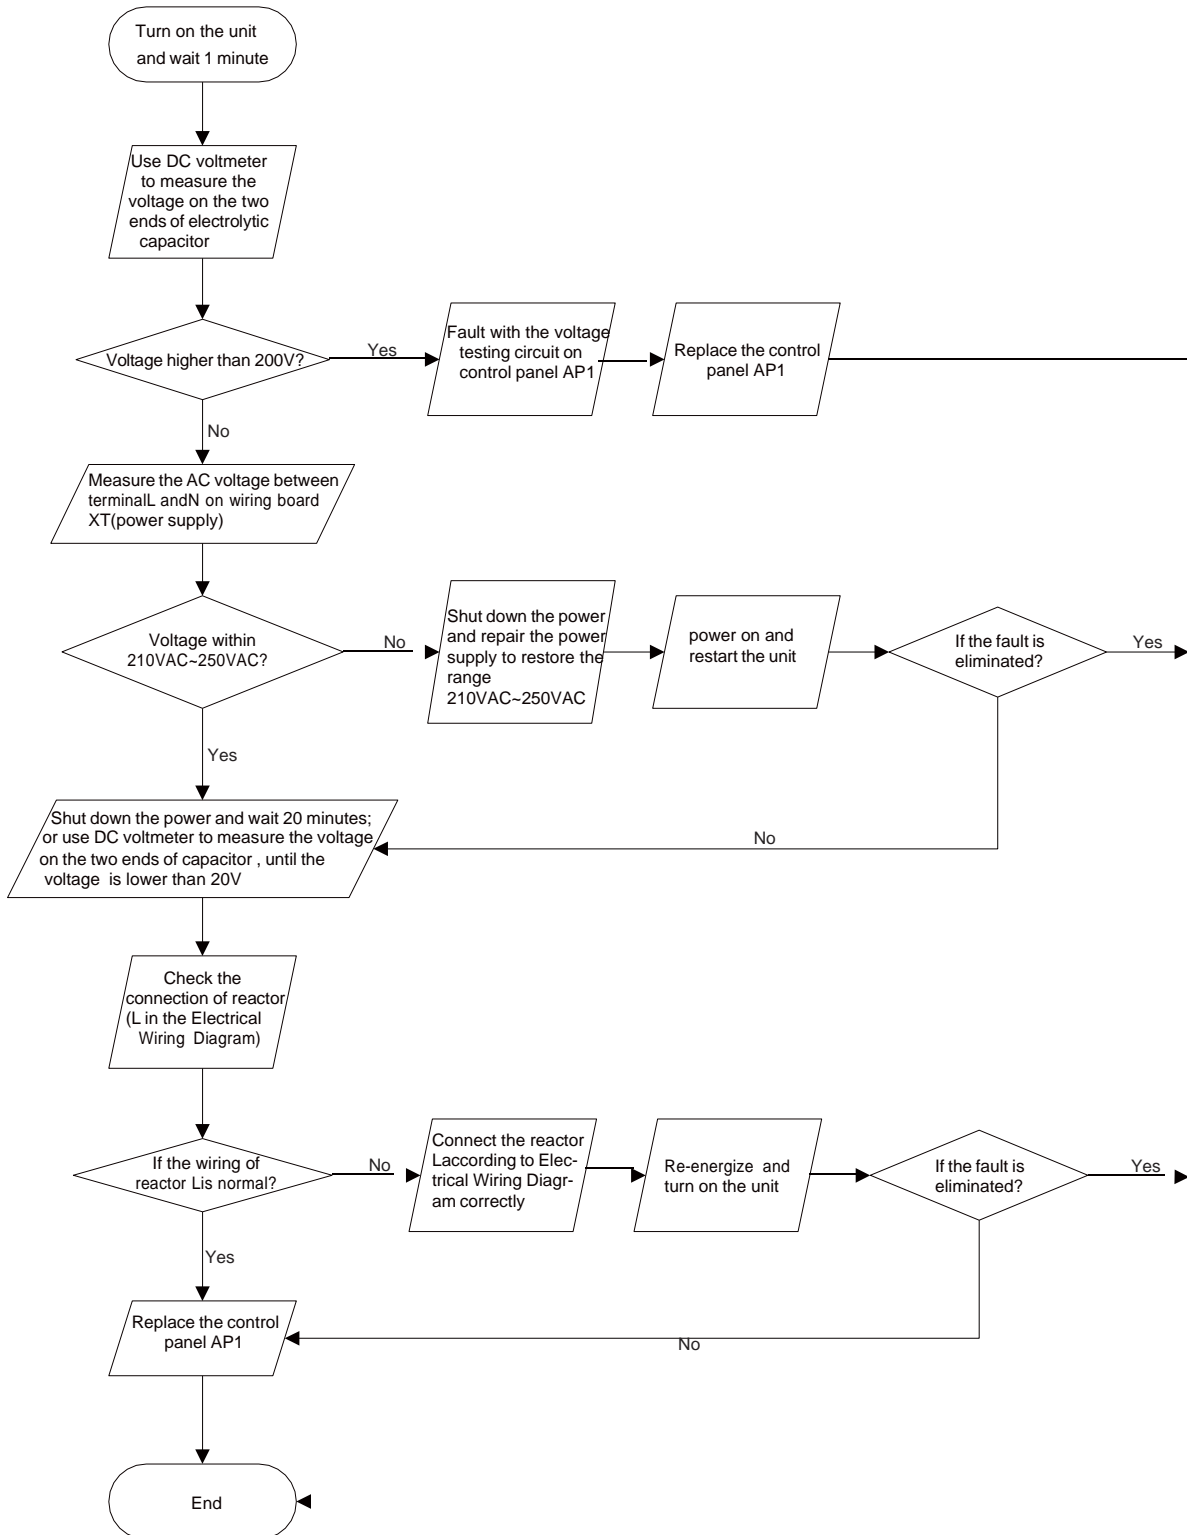 Turn on the unit
and wait 1 minute
Use DC voltmeter
to measure the
voltage on the two
ends of electrolytic
capacitor
Voltage higher than 200V?
Yes
Fault with the voltage
testing circuit on
control panel AP1
Replace the control
panel AP1
No
Measure the AC voltage between
terminalL andN on wiring board
XT(power supply)
Voltage within
210VAC~250VAC?
No
Shut down the power
and repair the power
supply to restore the
range
210VAC~250VAC
power on and
restart the unit
If the fault is
eliminated?
Yes
Yes
No
Shut down the power and wait 20 minutes;
or use DC voltmeter to measure the voltage
on the two ends of capacitor , until the
voltage is lower than 20V
Check the
connection of reactor
(L in the Electrical
Wiring Diagram)
If the wiring of
reactor Lis normal?
No
Connect the reactor
Laccording to Elec-
trical Wiring Diagr-
am correctly
Re-energize and
turn on the unit
If the fault is
eliminated?
Yes
Yes
No
Replace the control
panel AP1
End